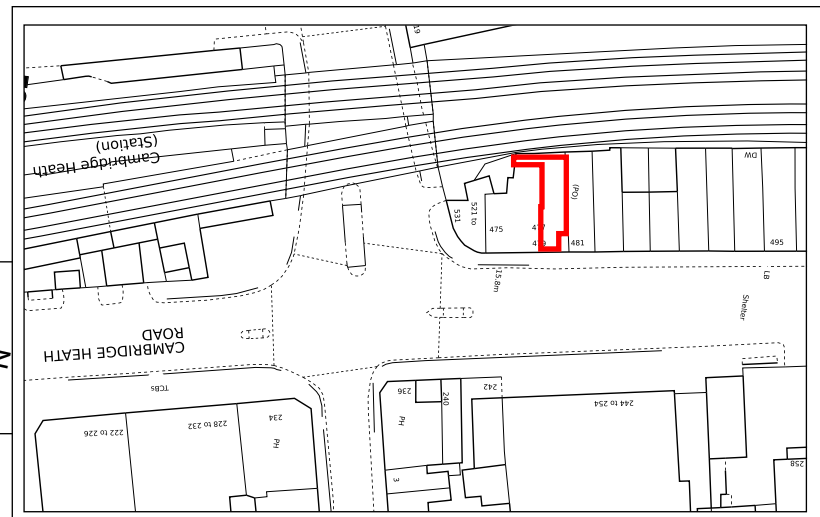 19
Cambridge Heath
(Station)
DW
(PO)
531
521 to
475
481
495
15.8m
LB
Shelter
CAMBRIDGE HEATH
ROAD
N
TCBs
222 to 226
228 to 232
234
PH
236
PH
240
242
3
244 to 254
258